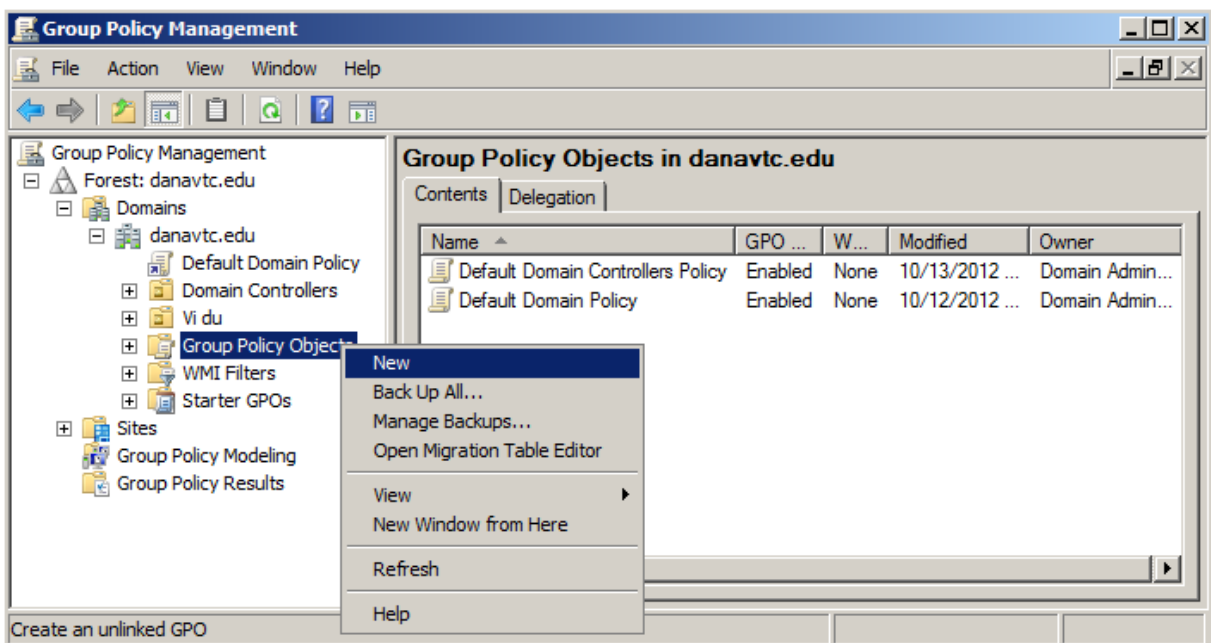 Group Policy Management
File Action View Window Help
Group Policy Management
Forest: danavtc.edu
Domains
danavtc.edu
Default Domain Policy
Domain Controllers
Vi du
Group Policy Objects
WMI Filters
Starter GPOs
Sites
Group Policy Modeling
Group Policy Results
Group Policy Objects in danavtc.edu
Contents Delegation
Name GPO ... W... Modified Owner
Default Domain Controllers Policy Enabled None 10/13/2012 ... Domain Admin...
Default Domain Policy Enabled None 10/12/2012 ... Domain Admin...
New
Back Up All...
Manage Backups...
Open Migration Table Editor
View
New Window from Here
Refresh
Help
Create an unlinked GPO